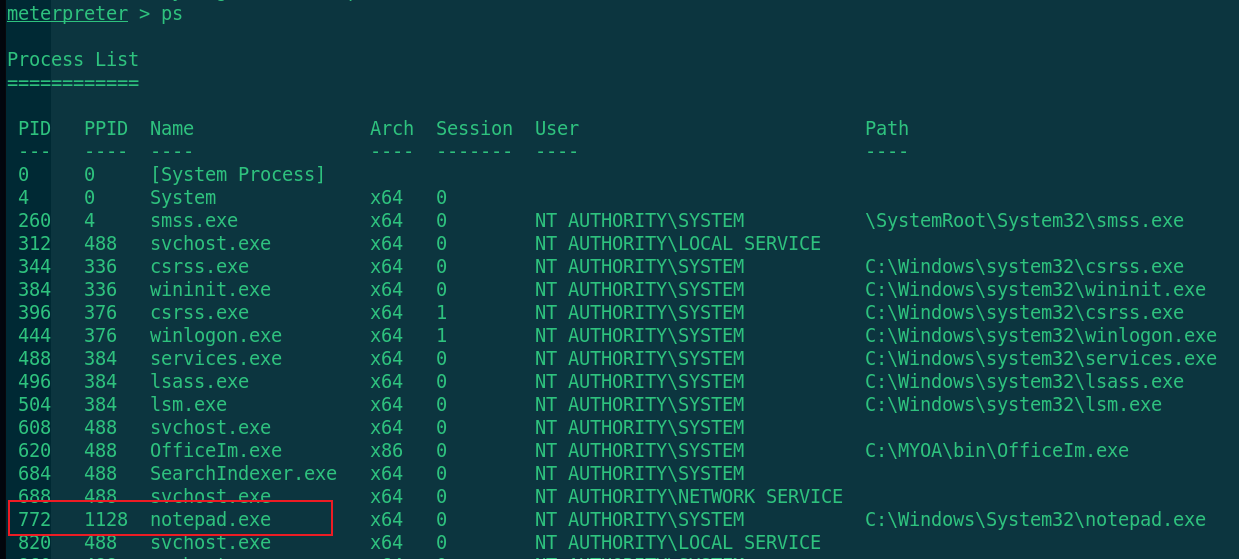 meterpreter > ps
Process List
============
PID PPID Name Arch Session User Path
--- ---- ---- ---- ------- ---- ----
0 0 [System Process]
4 0 System x64 0
260 4 smss.exe x64 0 NT AUTHORITY\SYSTEM \SystemRoot\System32\smss.exe
312 488 svchost.exe x64 0 NT AUTHORITY\LOCAL SERVICE
344 336 csrss.exe x64 0 NT AUTHORITY\SYSTEM C:\Windows\system32\csrss.exe
384 336 wininit.exe x64 0 NT AUTHORITY\SYSTEM C:\Windows\system32\wininit.exe
396 376 csrss.exe x64 1 NT AUTHORITY\SYSTEM C:\Windows\system32\csrss.exe
444 376 winlogon.exe x64 1 NT AUTHORITY\SYSTEM C:\Windows\system32\winlogon.exe
488 384 services.exe x64 0 NT AUTHORITY\SYSTEM C:\Windows\system32\services.exe
496 384 lsass.exe x64 0 NT AUTHORITY\SYSTEM C:\Windows\system32\lsass.exe
504 384 lsm.exe x64 0 NT AUTHORITY\SYSTEM C:\Windows\system32\lsm.exe
608 488 svchost.exe x64 0 NT AUTHORITY\SYSTEM
620 488 OfficeIm.exe x86 0 NT AUTHORITY\SYSTEM C:\MYOA\bin\OfficeIm.exe
684 488 SearchIndexer.exe x64 0 NT AUTHORITY\SYSTEM
688 488 svchost.exe x64 0 NT AUTHORITY\NETWORK SERVICE
772 1128 notepad.exe x64 0 NT AUTHORITY\SYSTEM C:\Windows\System32\notepad.exe
820 488 svchost.exe x64 0 NT AUTHORITY\LOCAL SERVICE